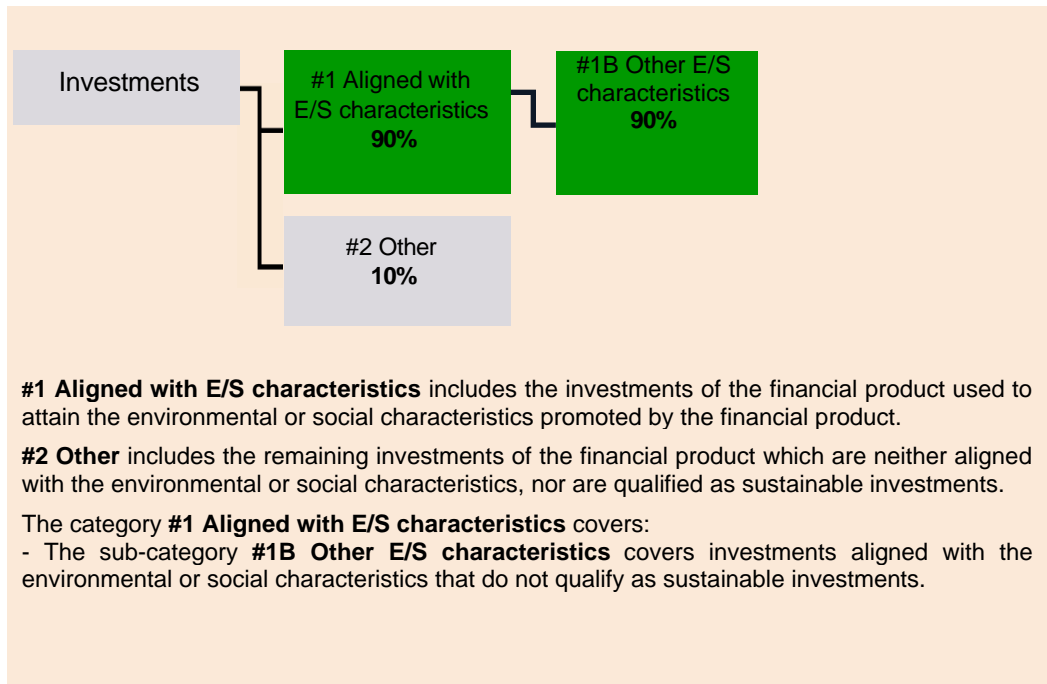 Investments
#1 Aligned with
E/S characteristics
90%
#1B Other E/S
characteristics
90%
#2 Other
10%
#1 Aligned with E/S characteristics includes the investments of the financial product used to
attain the environmental or social characteristics promoted by the financial product.
#2 Other includes the remaining investments of the financial product which are neither aligned
with the environmental or social characteristics, nor are qualified as sustainable investments.
The category #1 Aligned with E/S characteristics covers:
- The sub-category #1B Other E/S characteristics covers investments aligned with the
environmental or social characteristics that do not qualify as sustainable investments.